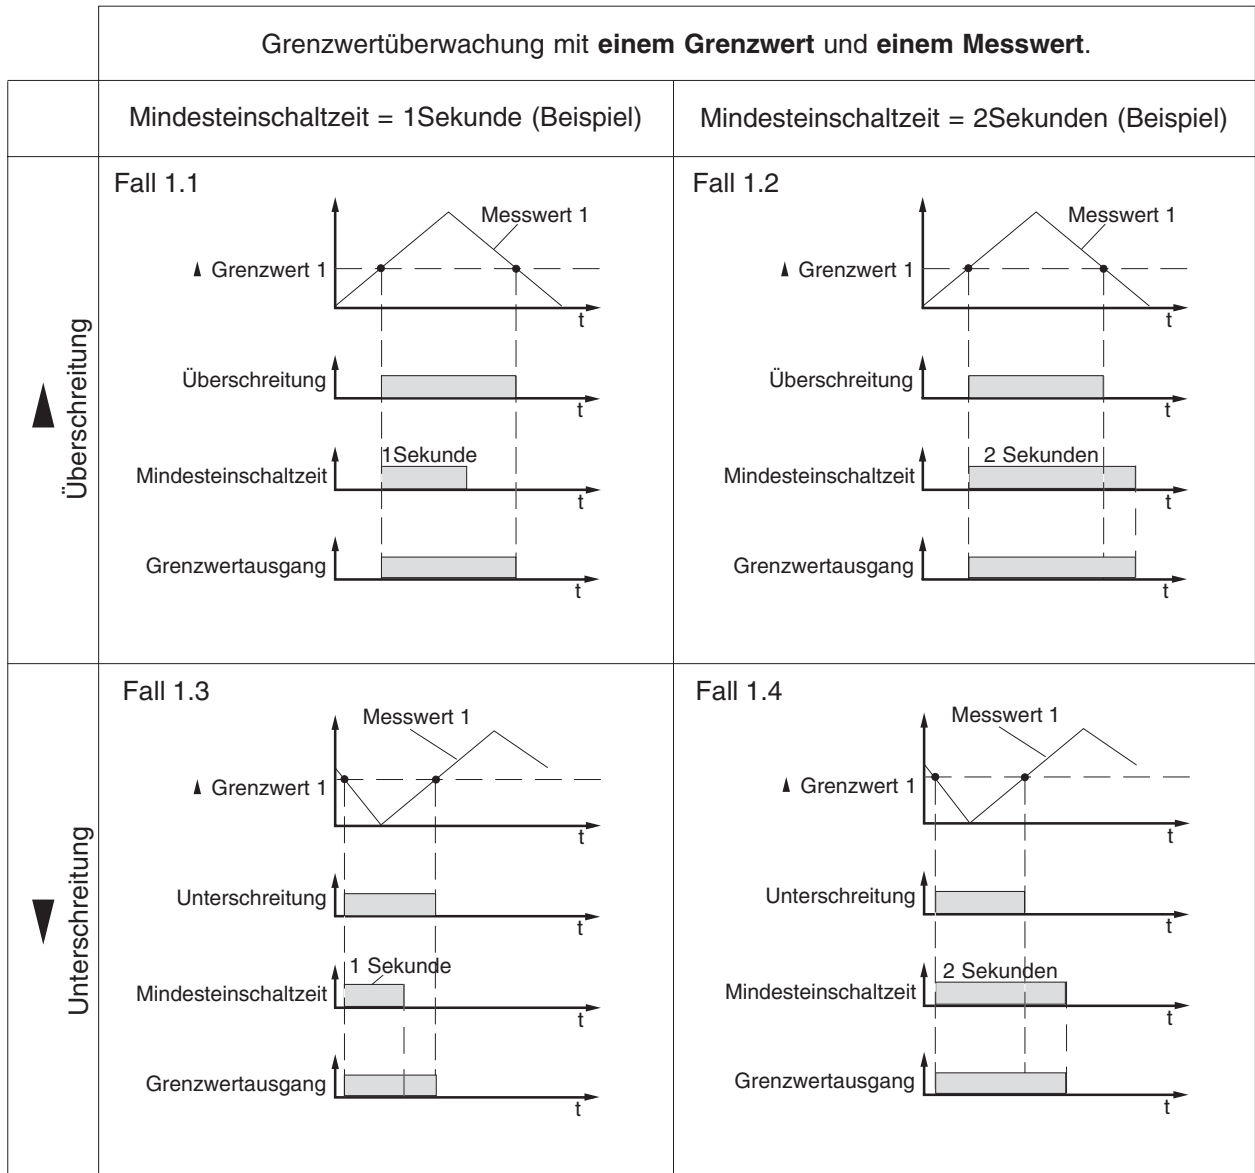 Grenzwertüberwachung mit einem Grenzwert und einem Messwert.
Mindesteinschaltzeit = 1Sekunde (Beispiel)
Mindesteinschaltzeit = 2Sekunden (Beispiel)
Überschreitung
Fall 1.1
Messwert 1
Grenzwert 1
t
Überschreitung
t
1Sekunde
Mindesteinschaltzeit
t
Grenzwertausgang
t
Fall 1.2
Messwert 1
Grenzwert 1
t
Überschreitung
t
2 Sekunden
Mindesteinschaltzeit
t
Grenzwertausgang
t
Unterschreitung
Fall 1.3
Messwert 1
Grenzwert 1
t
Unterschreitung
t
1 Sekunde
Mindesteinschaltzeit
t
Grenzwertausgang
t
Fall 1.4
Messwert 1
Grenzwert 1
t
Unterschreitung
t
2 Sekunden
Mindesteinschaltzeit
t
Grenzwertausgang
t